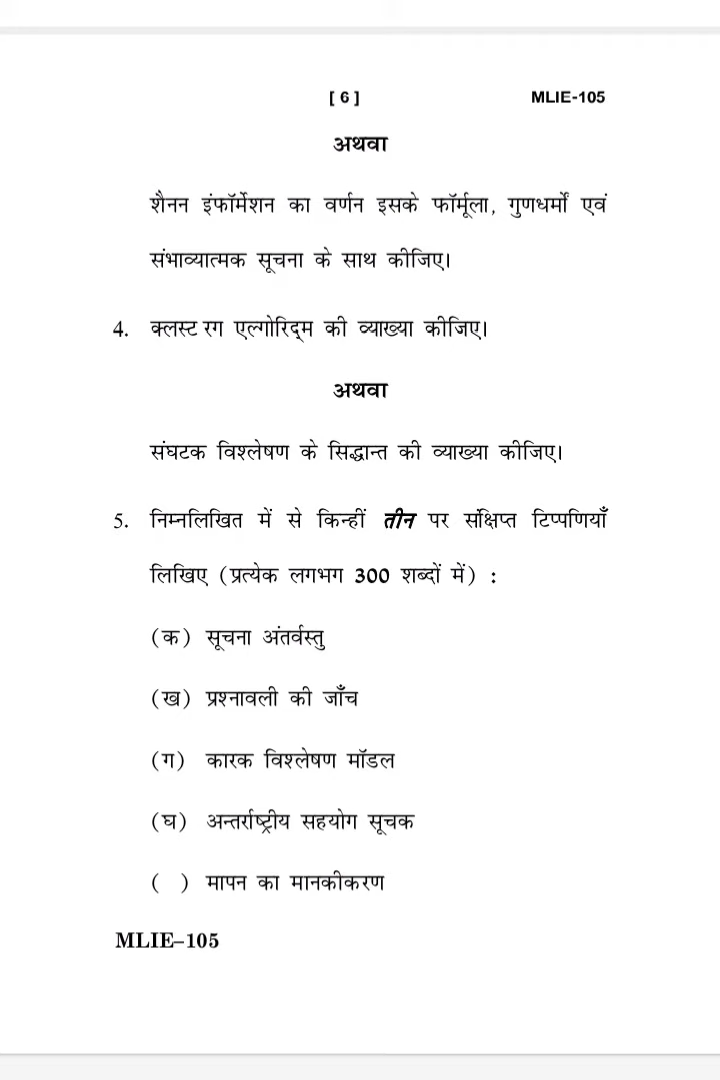 [ 6 ] MLIE-105
अथवा
शैनन इंफॉर्मेशन का वर्णन इसके फॉर्मूला, गुणधर्मों एवं
संभाव्यात्मक सूचना के साथ कीजिए।
4. क्लस्ट रग एल्गोरिद्म की व्याख्या कीजिए।
अथवा
संघटक विश्लेषण के सिद्धान्त की व्याख्या कीजिए।
5. निम्नलिखित में से किन्हीं तीन पर संक्षिप्त टिप्पणियाँ
लिखिए (प्रत्येक लगभग 300 शब्दों में) :
(क) सूचना अंतर्वस्तु
(ख) प्रश्नावली की जाँच
(ग) कारक विश्लेषण मॉडल
(घ) अन्तर्राष्ट्रीय सहयोग सूचक
( ) मापन का मानकीकरण
MLIE–105